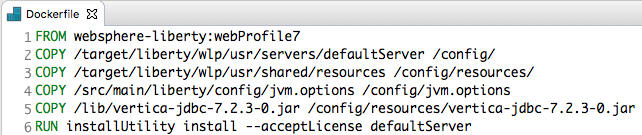 Dockerfile
1 FROM websphere-liberty:webProfile7
2 COPY /target/liberty/wlp/usr/servers/defaultServer /config/
3 COPY /target/liberty/wlp/usr/shared/resources /config/resources/
4 COPY /src/main/liberty/config/jvm.options /config/jvm.options
5 COPY /lib/vertica-jdbc-7.2.3-0.jar /config/resources/vertica-jdbc-7.2.3-0.jar
6 RUN installUtility install --acceptLicense defaultServer